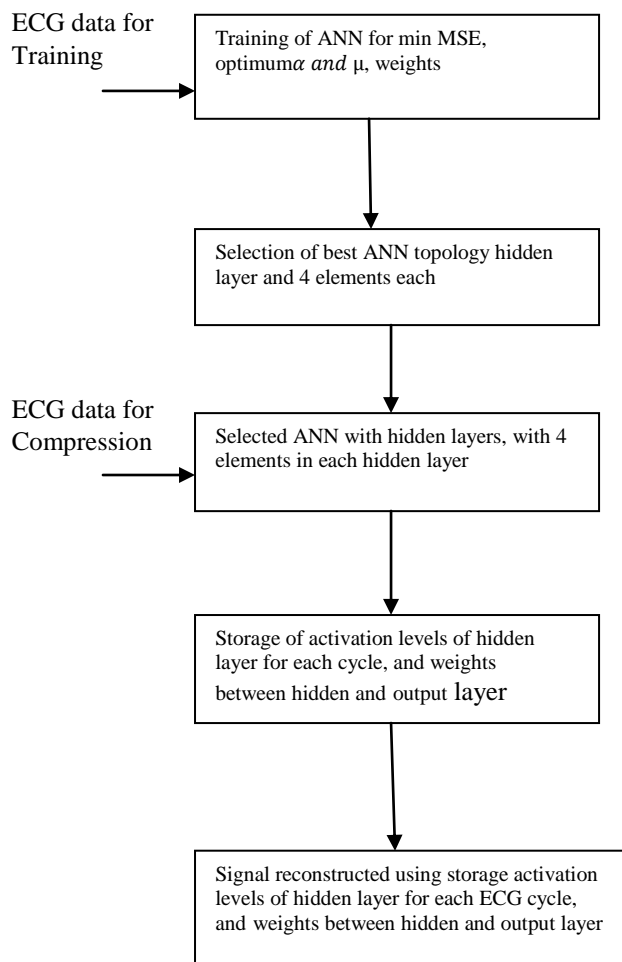 ECG data for
Training
Training of ANN for min MSE,
optimumα and μ, weights
Selection of best ANN topology hidden
layer and 4 elements each
ECG data for
Compression
Selected ANN with hidden layers, with 4
elements in each hidden layer
Storage of activation levels of hidden
layer for each cycle, and weights
between hidden and output layer
Signal reconstructed using storage activation
levels of hidden layer for each ECG cycle,
and weights between hidden and output layer